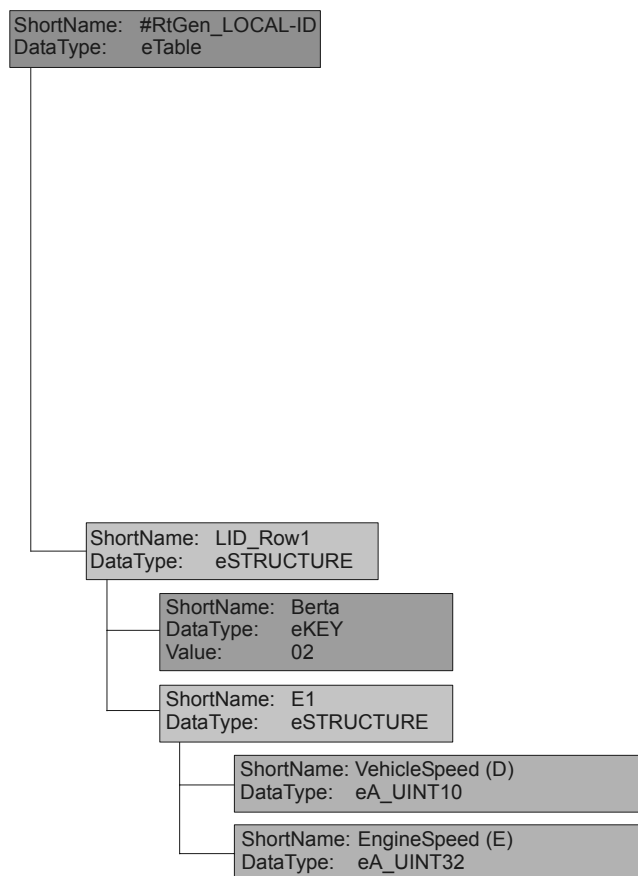 ShortName: #RtGen_LOCAL-ID
DataType: eTable
ShortName: LID_Row1
DataType: eSTRUCTURE
ShortName: Berta
DataType: eKEY
Value: 02
ShortName: E1
DataType: eSTRUCTURE
ShortName: VehicleSpeed (D)
DataType: eA_UINT10
ShortName: EngineSpeed (E)
DataType: eA_UINT32